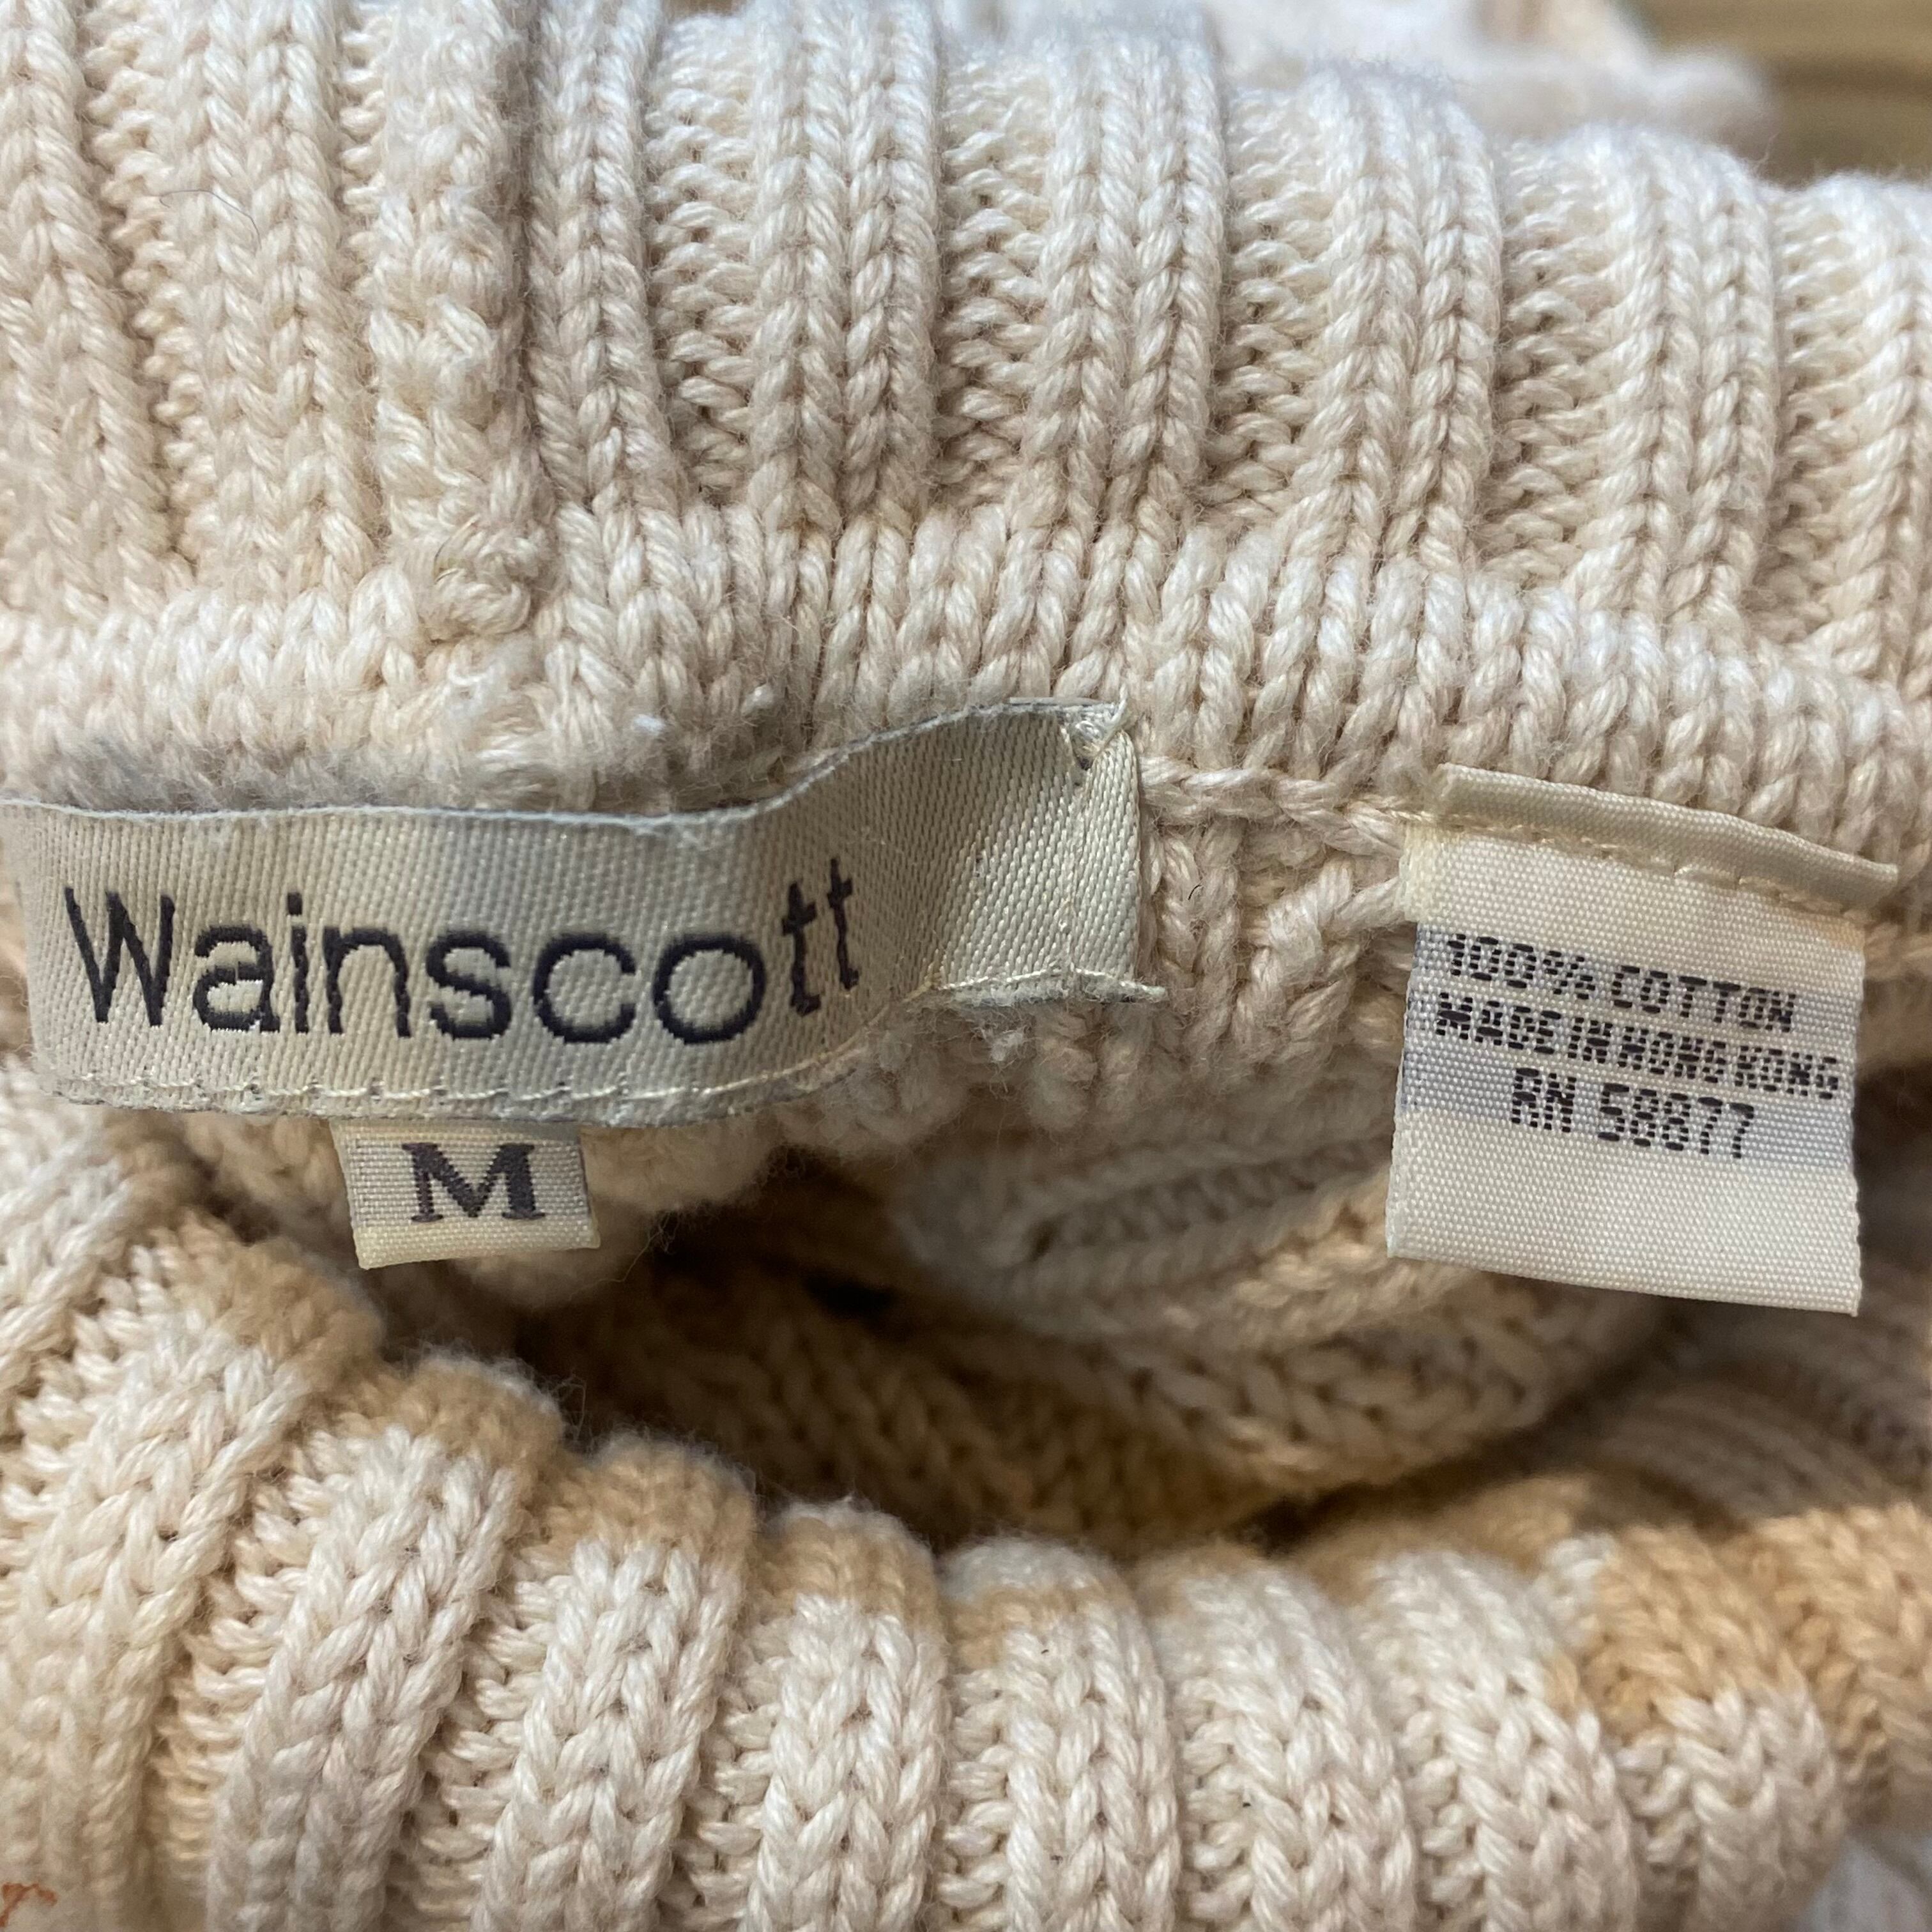 Wainscott
M
100% COTTON
MADE IN HONG KONG
RN 58877